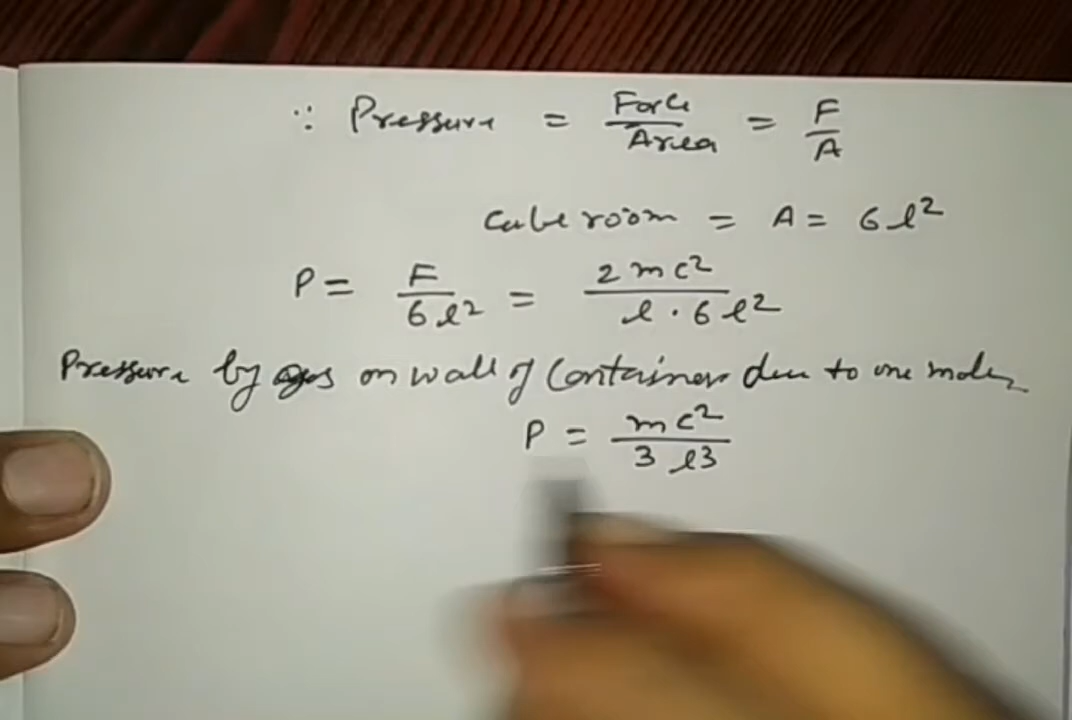 ∵ Pressure = Force/Area = F/A
Cube room = A = 6l²
P = F/6l² = 2mc²/l·6l²
Pressure by gas on wall of Container due to one molec
P = mc²/3l³